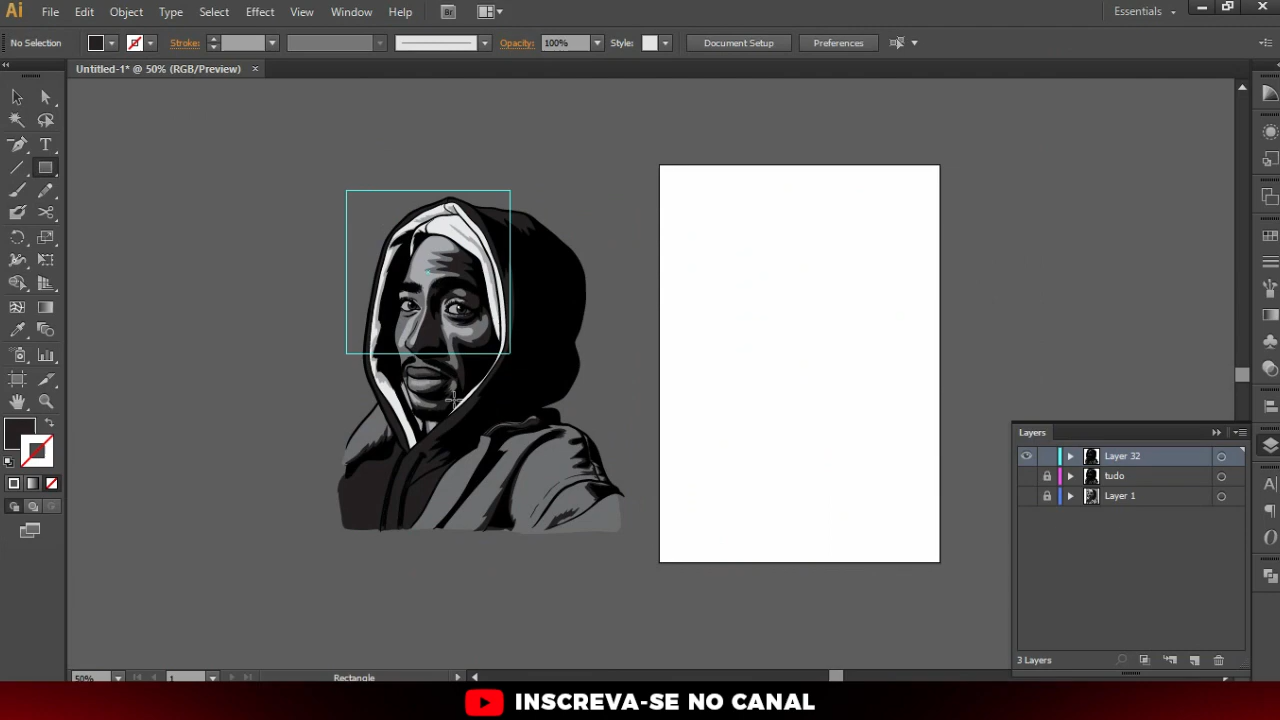 Ai File Edit Object Type Select Effect View Window Help Br Essentials
No Selection Stroke: Opacity: 100% Style: Document Setup Preferences
Untitled-1* @ 50% (RGB/Preview)
Layers
Layer 32
tudo
Layer 1
3 Layers
50% 1 Rectangle
INSCREVA-SE NO CANAL